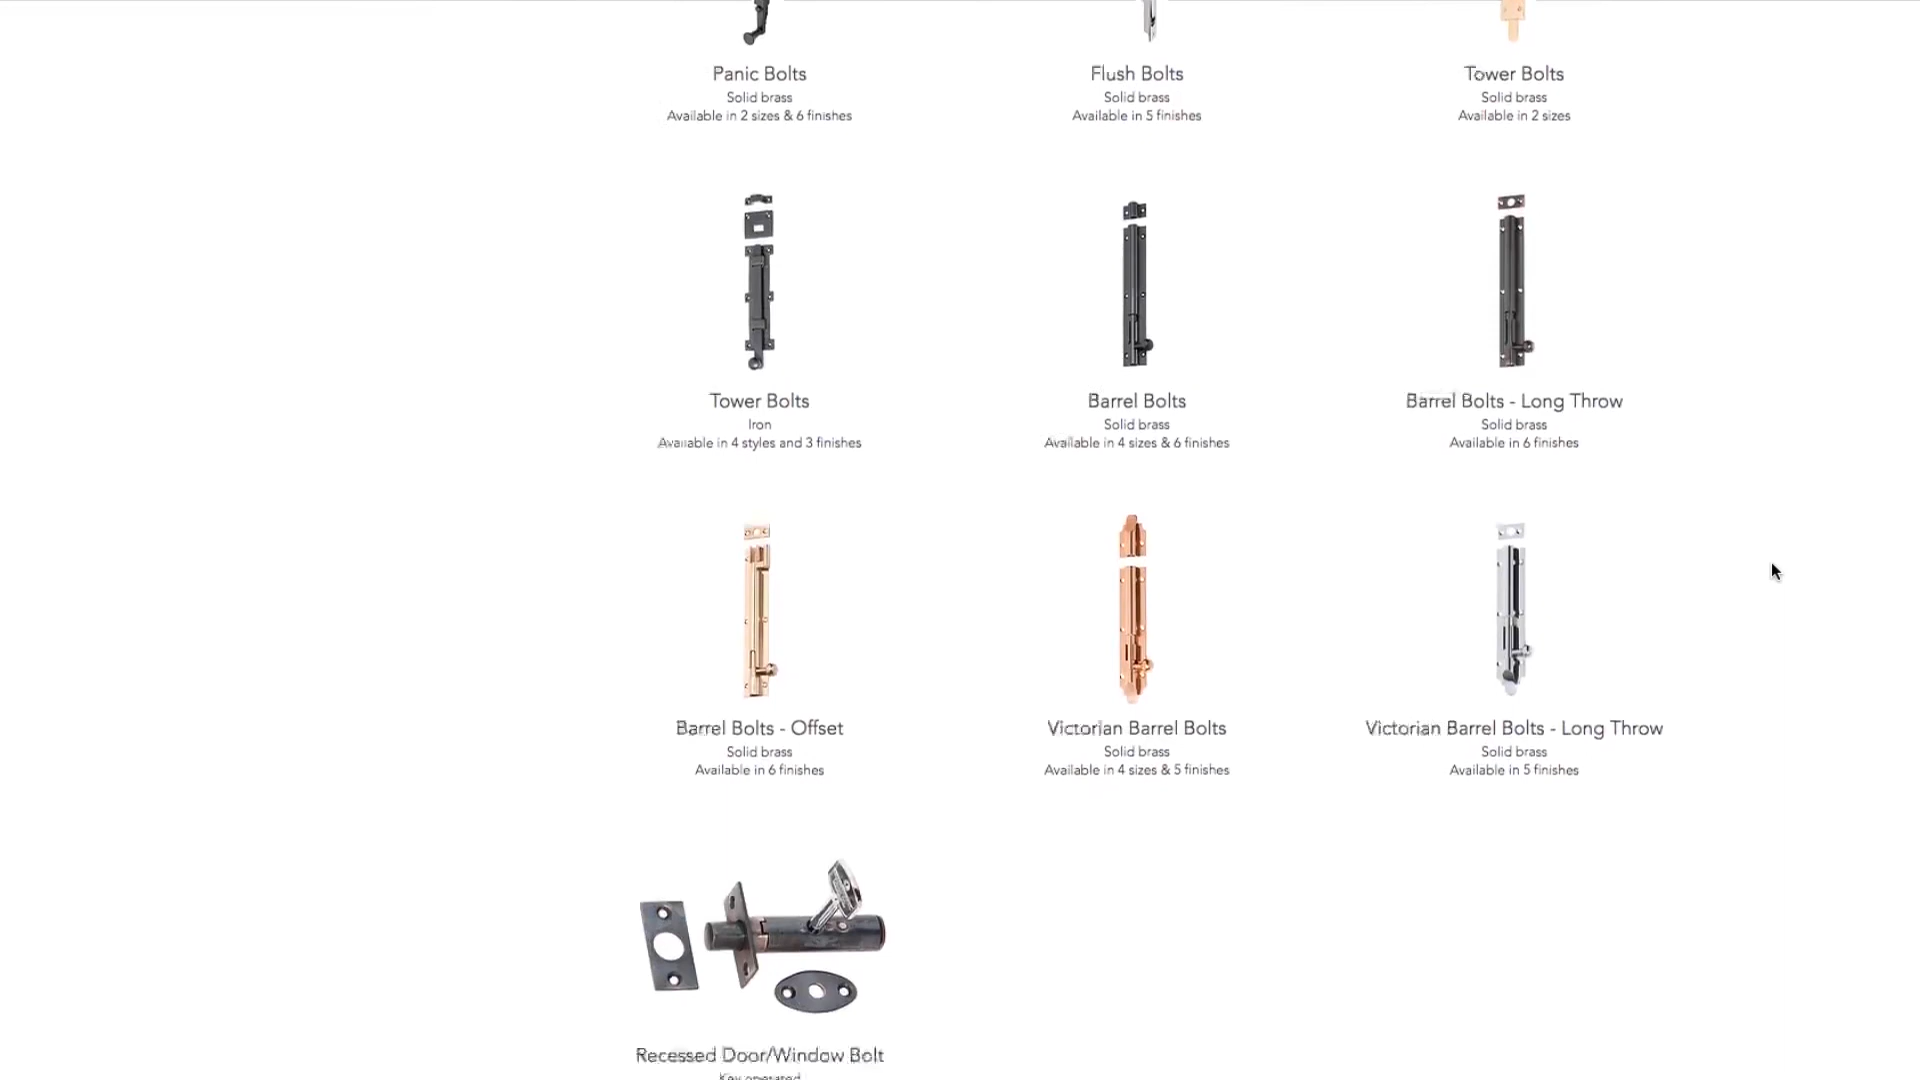 Panic Bolts
Solid brass
Available in 2 sizes & 6 finishes
Flush Bolts
Solid brass
Available in 5 finishes
Tower Bolts
Solid brass
Available in 2 sizes
Tower Bolts
Iron
Available in 4 styles and 3 finishes
Barrel Bolts
Solid brass
Available in 4 sizes & 6 finishes
Barrel Bolts - Long Throw
Solid brass
Available in 6 finishes
Barrel Bolts - Offset
Solid brass
Available in 6 finishes
Victorian Barrel Bolts
Solid brass
Available in 4 sizes & 5 finishes
Victorian Barrel Bolts - Long Throw
Solid brass
Available in 5 finishes
Recessed Door/Window Bolt
Key operated